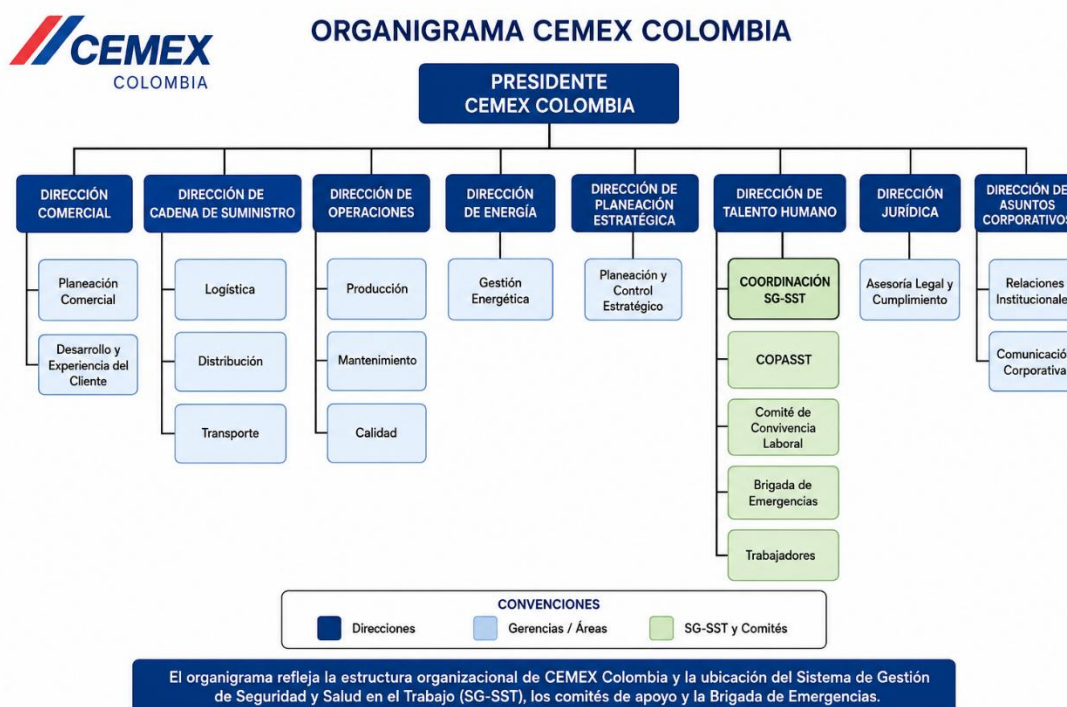 CEMEX
COLOMBIA
ORGANIGRAMA CEMEX COLOMBIA
PRESIDENTE
CEMEX COLOMBIA
DIRECCIÓN
COMERCIAL
DIRECCIÓN DE
CADENA DE SUMINISTRO
DIRECCIÓN DE
OPERACIONES
DIRECCIÓN
DE ENERGÍA
DIRECCIÓN DE
PLANEACIÓN
ESTRATÉGICA
DIRECCIÓN DE
TALENTO HUMANO
DIRECCIÓN
JURÍDICA
DIRECCIÓN DE
ASUNTOS
CORPORATIVOS
Planeación
Comercial
Desarrollo y
Experiencia del
Cliente
Logística
Distribución
Transporte
Producción
Mantenimiento
Calidad
Gestión
Energética
Planeación y
Control
Estratégico
COORDINACIÓN
SG-SST
COPASST
Comité de
Convivencia
Laboral
Brigada de
Emergencias
Trabajadores
Asesoría Legal y
Cumplimiento
Relaciones
Institucionale
Comunicación
Corporativa
CONVENCIONES
Direcciones
Gerencias / Áreas
SG-SST y Comités
El organigrama refleja la estructura organizacional de CEMEX Colombia y la ubicación del Sistema de Gestión
de Seguridad y Salud en el Trabajo (SG-SST), los comités de apoyo y la Brigada de Emergencias.